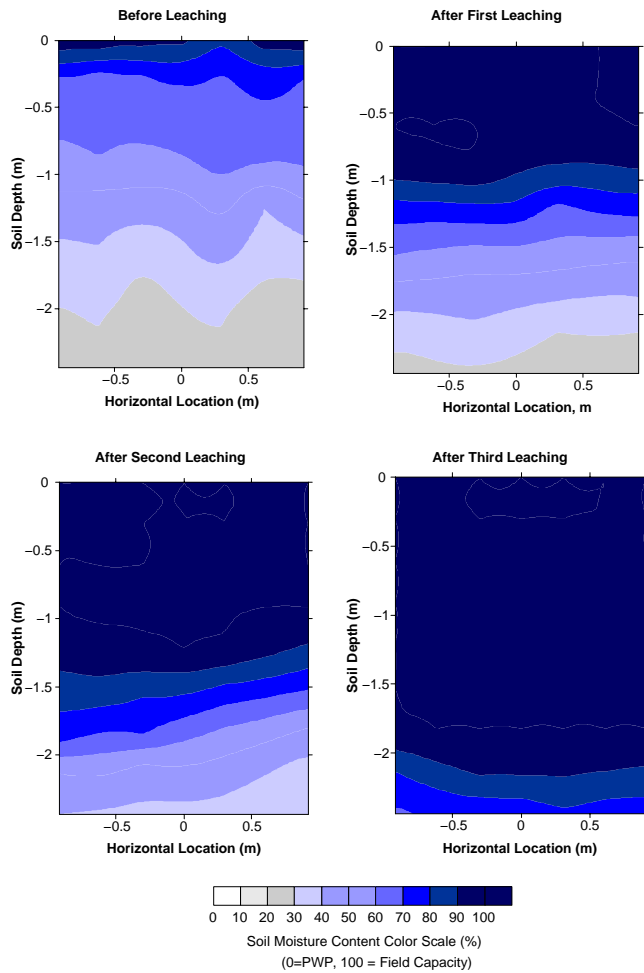 Before Leaching
After First Leaching
0
−0.5
−1
−1.5
−2
Soil Depth (m)
−0.5 0 0.5
Horizontal Location (m)
0
−0.5
−1
−1.5
−2
Soil Depth (m)
−0.5 0 0.5
Horizontal Location, m
After Second Leaching
After Third Leaching
0
−0.5
−1
−1.5
−2
Soil Depth (m)
−0.5 0 0.5
Horizontal Location (m)
0
−0.5
−1
−1.5
−2
Soil Depth (m)
−0.5 0 0.5
Horizontal Location (m)
0 10 20 30 40 50 60 70 80 90 100
Soil Moisture Content Color Scale (%)
(0=PWP, 100 = Field Capacity)